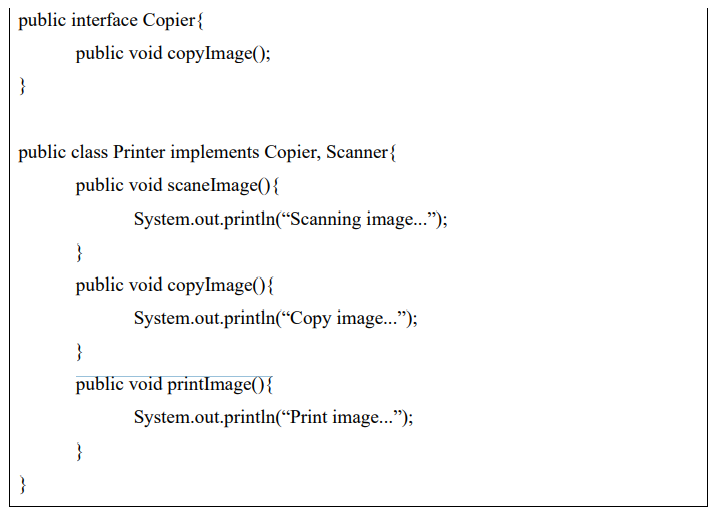 public interface Copier{
public void copyImage();
}
public class Printer implements Copier, Scanner{
public void scaneImage(){
System.out.println(“Scanning image...”);
}
public void copyImage(){
System.out.println(“Copy image...”);
}
public void printImage(){
System.out.println(“Print image...”);
}
}